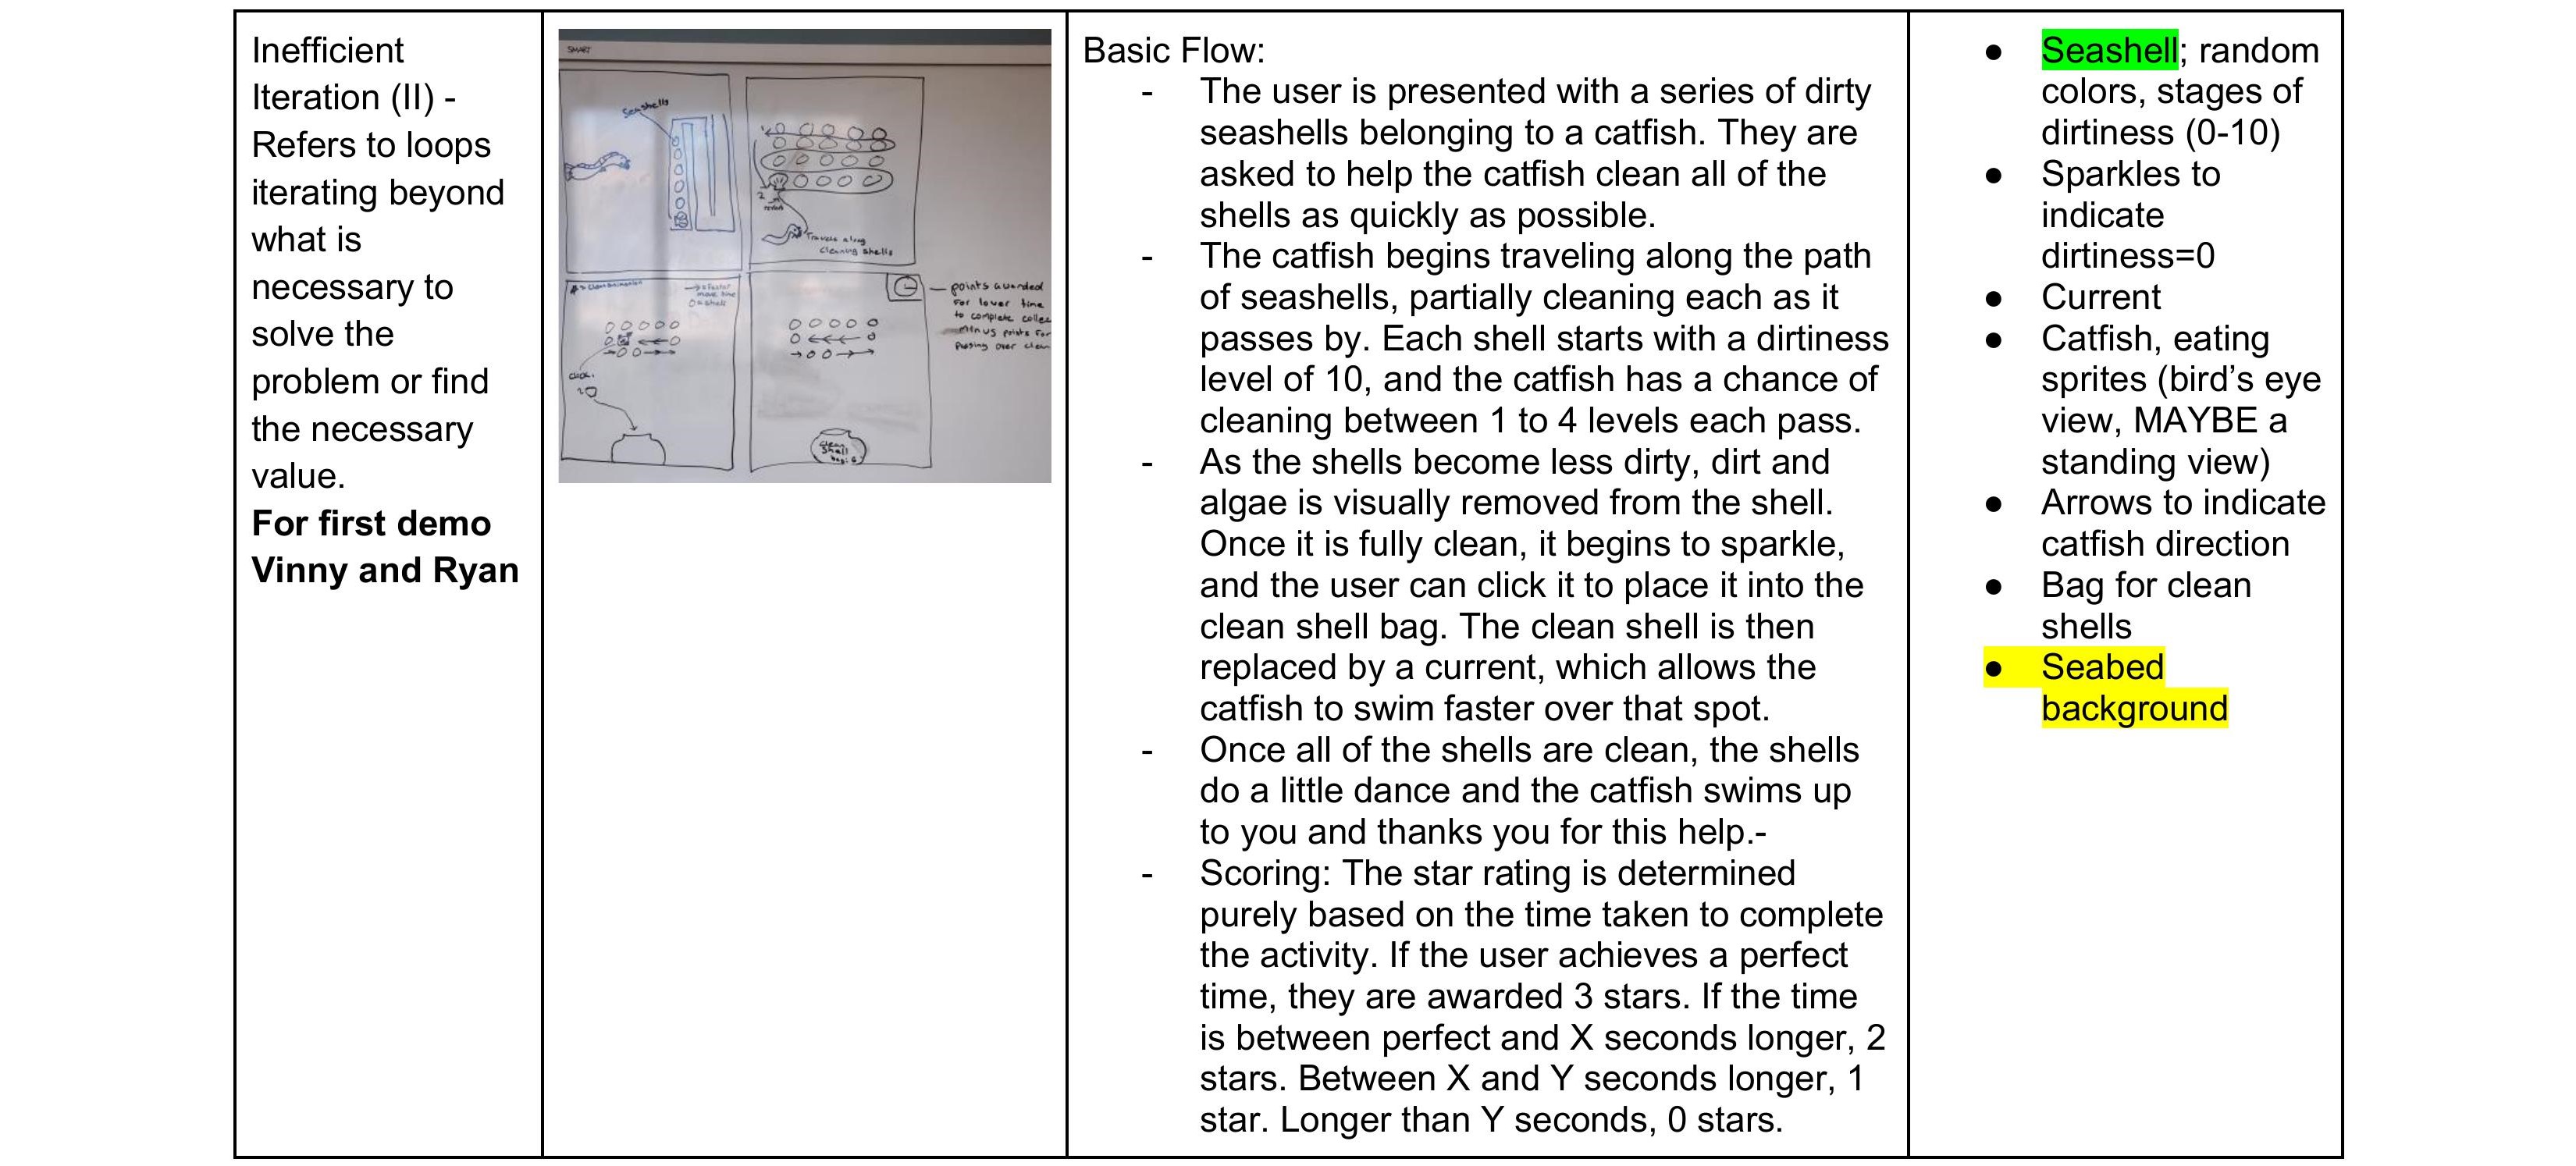 Inefficient
Iteration (II) -
Refers to loops
iterating beyond
what is
necessary to
solve the
problem or find
the necessary
value.
For first demo
Vinny and Ryan
SMART
Seashells
Travels along
cleaning shells
click.
points awarded
for lower time
to complete
minus points for
passing over clean
clean
shell
bag
Basic Flow:
- The user is presented with a series of dirty
seashells belonging to a catfish. They are
asked to help the catfish clean all of the
shells as quickly as possible.
- The catfish begins traveling along the path
of seashells, partially cleaning each as it
passes by. Each shell starts with a dirtiness
level of 10, and the catfish has a chance of
cleaning between 1 to 4 levels each pass.
- As the shells become less dirty, dirt and
algae is visually removed from the shell.
Once it is fully clean, it begins to sparkle,
and the user can click it to place it into the
clean shell bag. The clean shell is then
replaced by a current, which allows the
catfish to swim faster over that spot.
- Once all of the shells are clean, the shells
do a little dance and the catfish swims up
to you and thanks you for this help.-
- Scoring: The star rating is determined
purely based on the time taken to complete
the activity. If the user achieves a perfect
time, they are awarded 3 stars. If the time
is between perfect and X seconds longer, 2
stars. Between X and Y seconds longer, 1
star. Longer than Y seconds, 0 stars.
● Seashell; random
colors, stages of
dirtiness (0-10)
● Sparkles to
indicate
dirtiness=0
● Current
● Catfish, eating
sprites (bird’s eye
view, MAYBE a
standing view)
● Arrows to indicate
catfish direction
● Bag for clean
shells
● Seabed
background